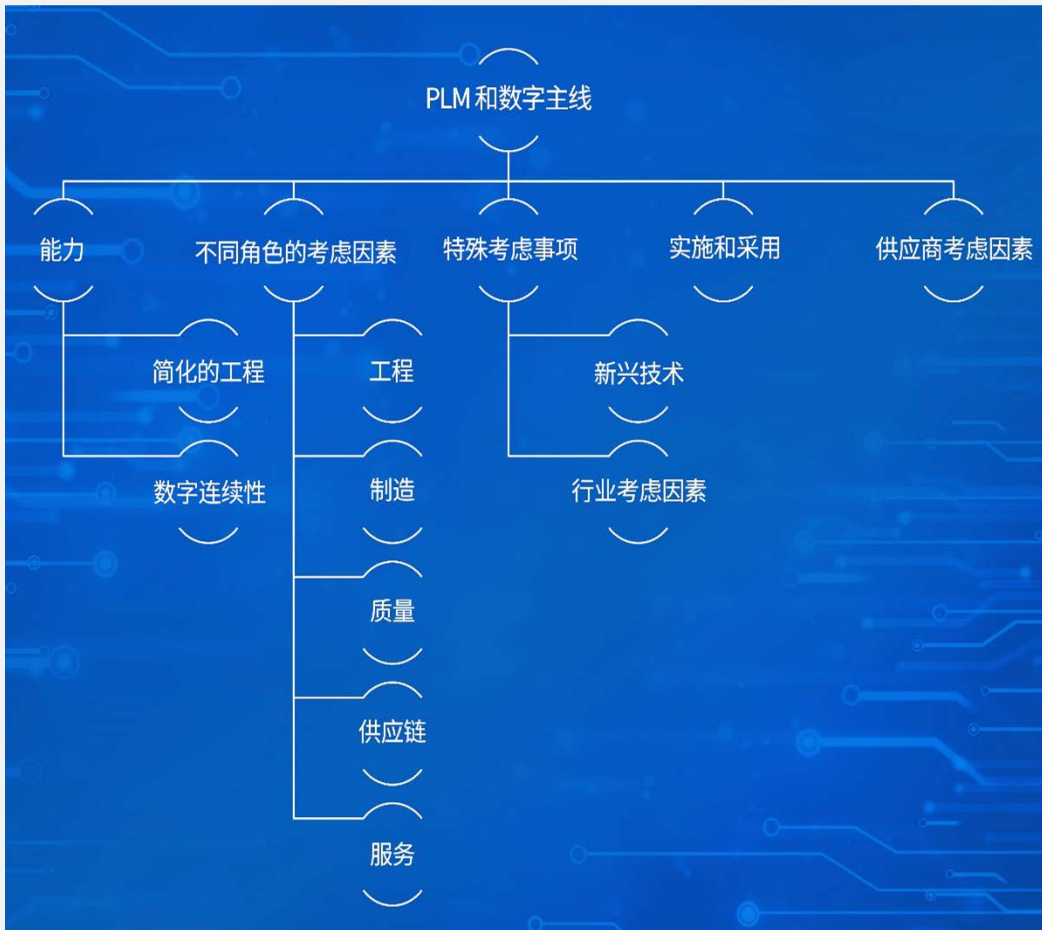 PLM 和数字主线
能力
不同角色的考虑因素
特殊考虑事项
实施和采用
供应商考虑因素
简化的工程
数字连续性
工程
制造
质量
供应链
服务
新兴技术
行业考虑因素